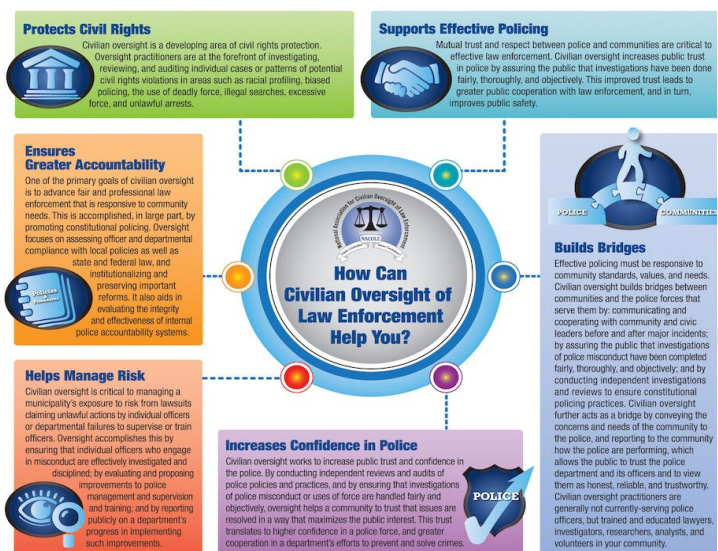 Protects Civil Rights
Civilian oversight is a developing area of civil rights protection.
Oversight practitioners are at the forefront of investigating,
reviewing, and auditing individual cases or patterns of potential
civil rights violations in areas such as racial profiling, biased
policing, the use of deadly force, illegal searches, excessive
force, and unlawful arrests.
Supports Effective Policing
Mutual trust and respect between police and communities are critical to
effective law enforcement. Civilian oversight increases public trust
in police by assuring the public that investigations have been done
fairly, thoroughly, and objectively. This improved trust leads to
greater public cooperation with law enforcement, and in turn,
improves public safety.
Ensures
Greater Accountability
One of the primary goals of civilian oversight
is to advance fair and professional law
enforcement that is responsive to community
needs. This is accomplished, in large part, by
promoting constitutional policing. Oversight
focuses on assessing officer and departmental
compliance with local policies as well as
state and federal law, and
institutionalizing and
preserving important
reforms. It also aids in
evaluating the integrity
and effectiveness of internal
police accountability systems.
Policies
Procedures
National Association for Civilian Oversight of Law Enforcement
NACOLE
How Can
Civilian Oversight of
Law Enforcement
Help You?
POLICE
COMMUNITIES
Builds Bridges
Effective policing must be responsive to
community standards, values, and needs.
Civilian oversight builds bridges between
communities and the police forces that
serve them by: communicating and
cooperating with community and civic
leaders before and after major incidents;
by assuring the public that investigations
of police misconduct have been completed
fairly, thoroughly, and objectively; and by
conducting independent investigations
and reviews to ensure constitutional
policing practices. Civilian oversight
further acts as a bridge by conveying the
concerns and needs of the community to
the police, and reporting to the community
how the police are performing, which
allows the public to trust the police
department and its officers and to view
them as honest, reliable, and trustworthy.
Civilian oversight practitioners are
generally not currently-serving police
officers, but trained and educated lawyers,
investigators, researchers, analysts, and
volunteers in your community.
Helps Manage Risk
Civilian oversight is critical to managing a
municipality's exposure to risk from lawsuits
claiming unlawful actions by individual officers
or departmental failures to supervise or train
officers. Oversight accomplishes this by
ensuring that individual officers who engage
in misconduct are effectively investigated and
disciplined; by evaluating and proposing
improvements to police
management and supervision
and training; and by reporting
publicly on a department's
progress in implementing
such improvements.
Increases Confidence in Police
Civilian oversight works to increase public trust and confidence in
the police. By conducting independent reviews and audits of
police policies and practices, and by ensuring that investigations
of police misconduct or uses of force are handled fairly and
objectively, oversight helps a community to trust that issues are
resolved in a way that maximizes the public interest. This trust
translates to higher confidence in a police force, and greater
cooperation in a department's efforts to prevent and solve crimes.
POLICE